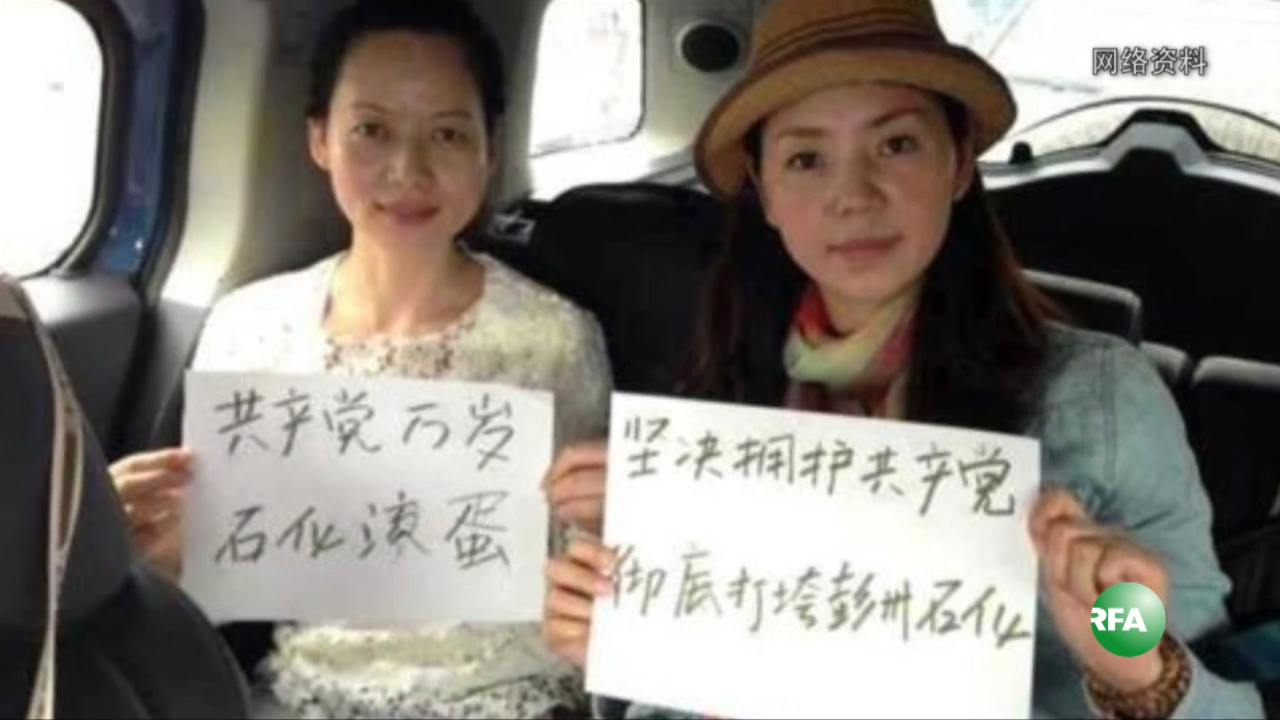 网络资料
共产党万岁
石化滚蛋
坚决拥护共产党
彻底打垮彭州石化
RFA